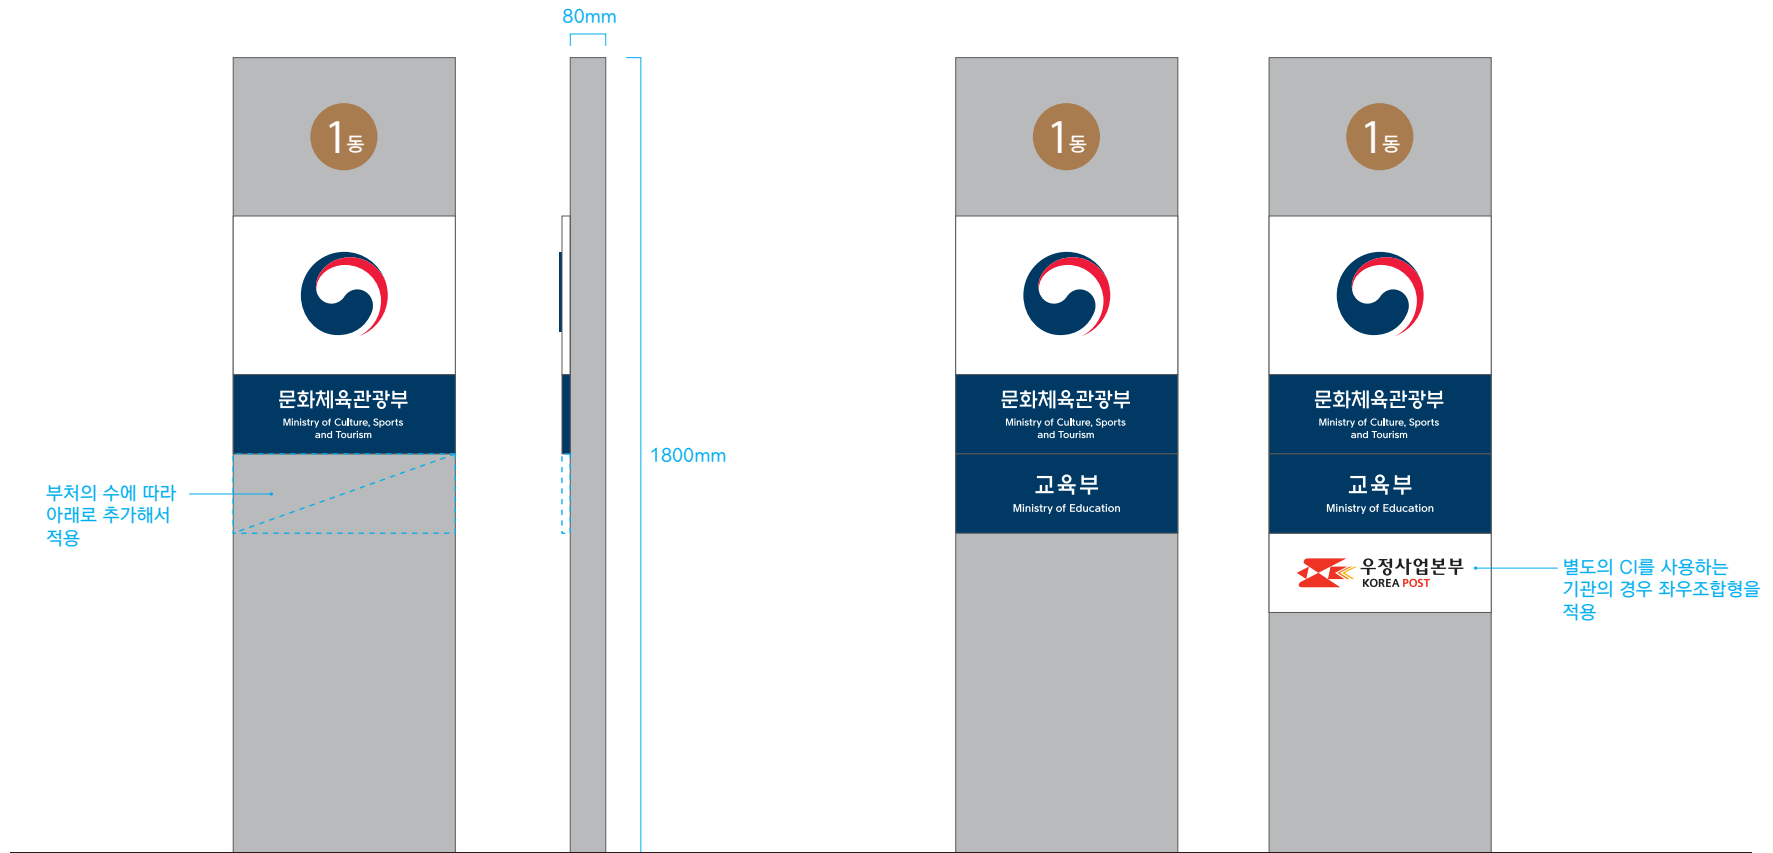 80mm
1동
문화체육관광부
Ministry of Culture, Sports
and Tourism
부처의 수에 따라
아래로 추가해서
적용
1800mm
1동
문화체육관광부
Ministry of Culture, Sports
and Tourism
교육부
Ministry of Education
1동
문화체육관광부
Ministry of Culture, Sports
and Tourism
교육부
Ministry of Education
우정사업본부
KOREA POST
별도의 CI를 사용하는
기관의 경우 좌우조합형을
적용